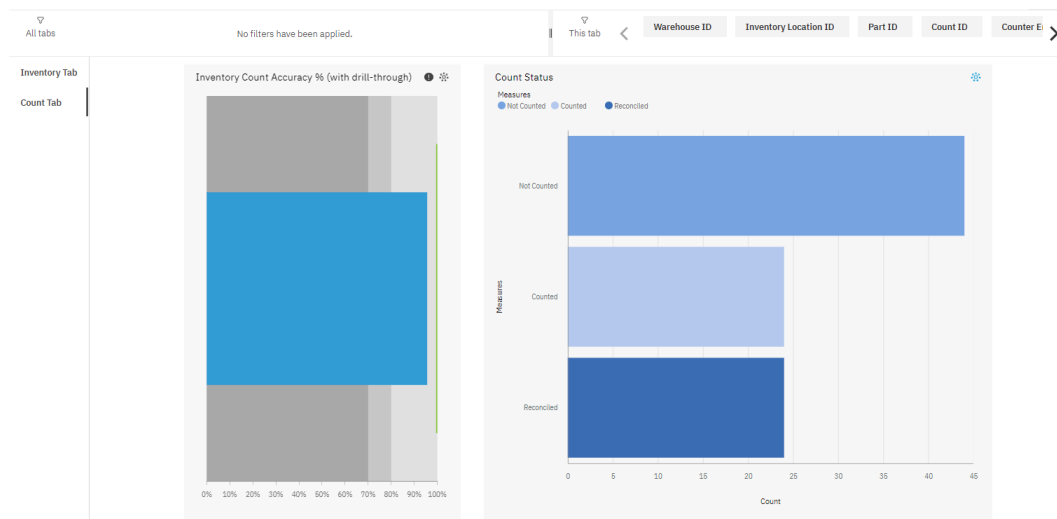 All tabs
No filters have been applied.
This tab
Warehouse ID
Inventory Location ID
Part ID
Count ID
Counter E
Inventory Tab
Count Tab
Inventory Count Accuracy % (with drill-through)
0% 10% 20% 30% 40% 50% 60% 70% 80% 90% 100%
Count Status
Measures
Not Counted Counted Reconciled
Measures
Not Counted
Counted
Reconciled
0 5 10 15 20 25 30 35 40 45
Count